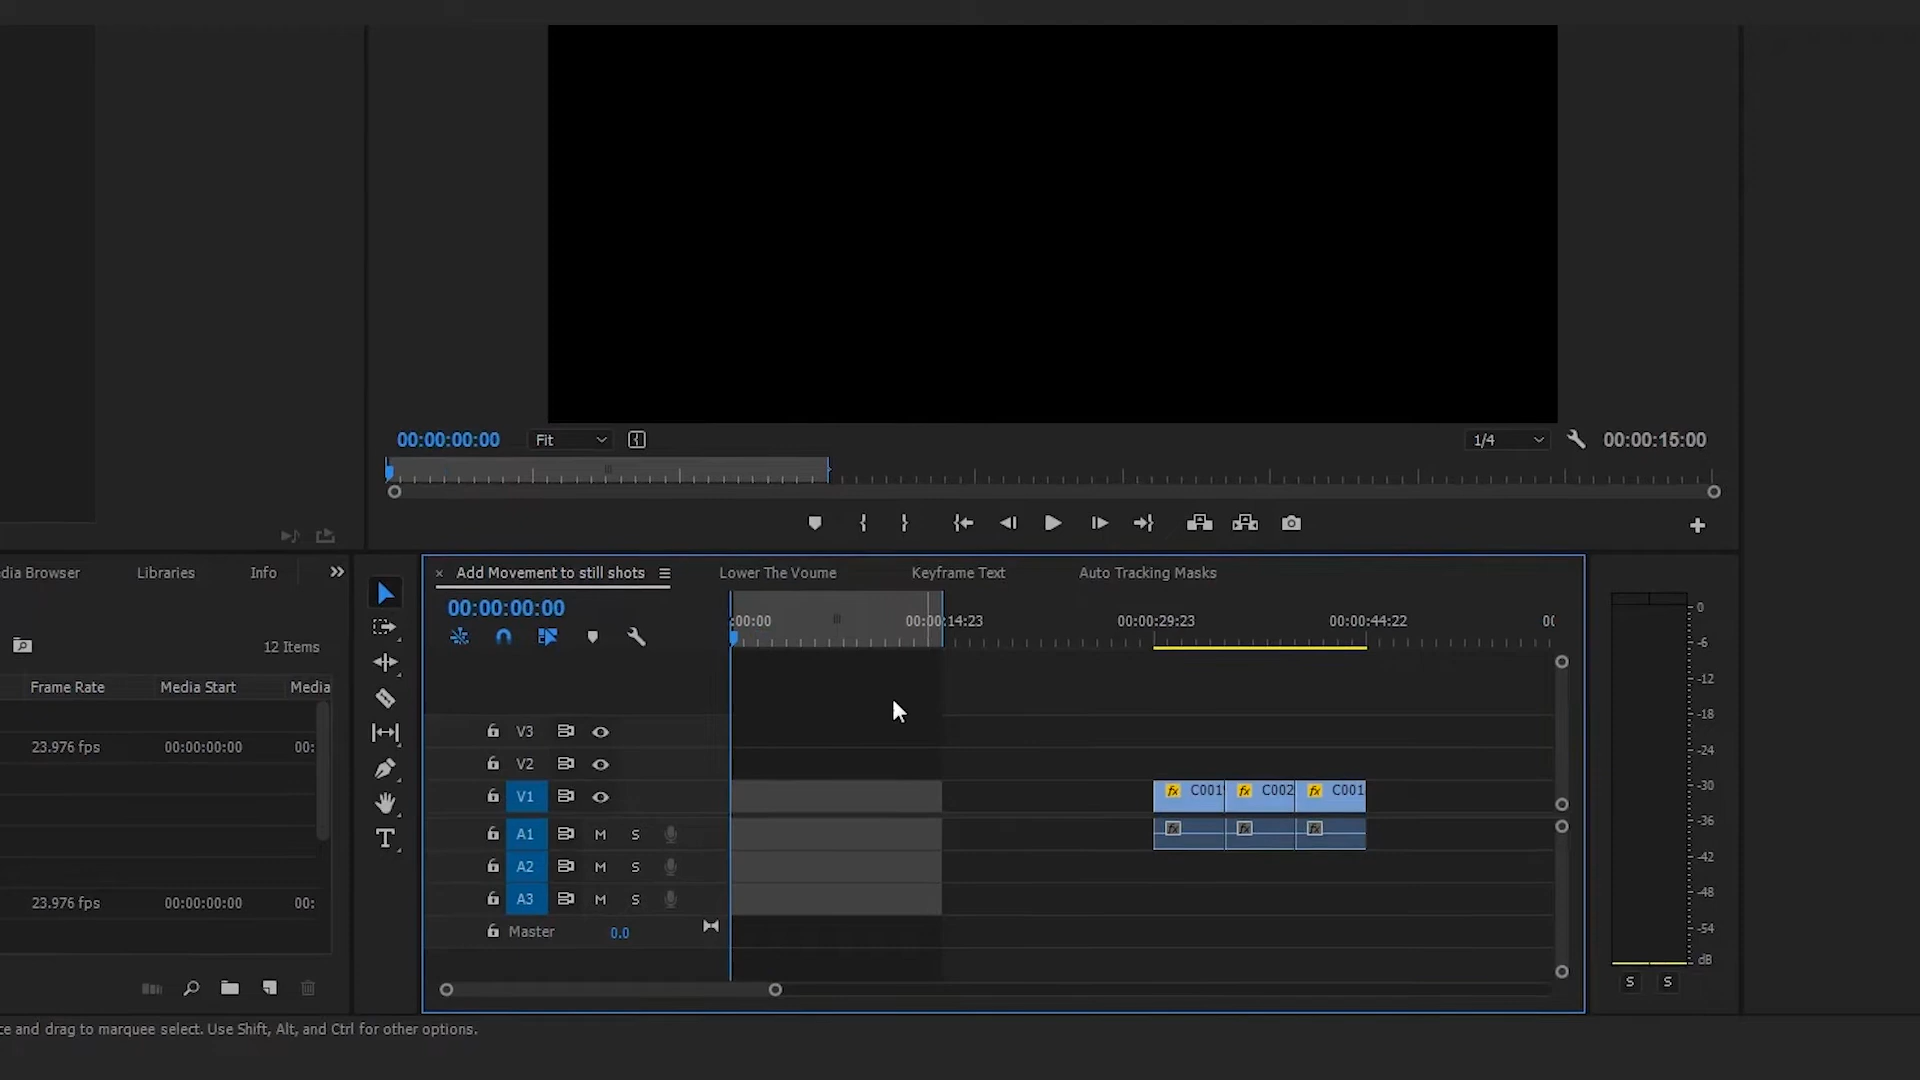 00:00:00:00
Fit
1/4
00:00:15:00
dia Browser
Libraries
Info
× Add Movement to still shots
Lower The Voume
Keyframe Text
Auto Tracking Masks
00:00:00:00
:00:00
00:00:14:23
00:00:29:23
00:00:44:22
00
12 Items
Frame Rate
Media Start
Media
23.976 fps
00:00:00:00
00:
23.976 fps
00:00:00:00
00:
T
V3
V2
V1
fx C001
fx C002
fx C001
A1 M S
fx
fx
fx
A2 M S
A3 M S
Master 0.0
0
-6
-12
-18
-24
-30
-36
-42
-48
-54
dB
S S
ce and drag to marquee select. Use Shift, Alt, and Ctrl for other options.